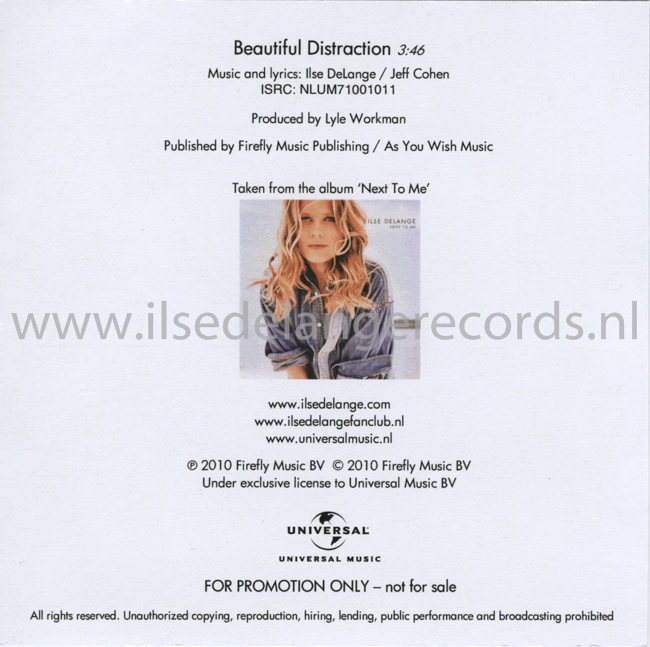 Beautiful Distraction 3:46
Music and lyrics: Ilse DeLange / Jeff Cohen
ISRC: NLUM71001011
Produced by Lyle Workman
Published by Firefly Music Publishing / As You Wish Music
Taken from the album ‘Next To Me’
ILSE DELANGE
NEXT TO ME
www.ilsedelangerecords.nl
www.ilsedelange.com
www.ilsedelangefanclub.nl
www.universalmusic.nl
℗ 2010 Firefly Music BV © 2010 Firefly Music BV
Under exclusive license to Universal Music BV
UNIVERSAL
UNIVERSAL MUSIC
FOR PROMOTION ONLY – not for sale
All rights reserved. Unauthorized copying, reproduction, hiring, lending, public performance and broadcasting prohibited